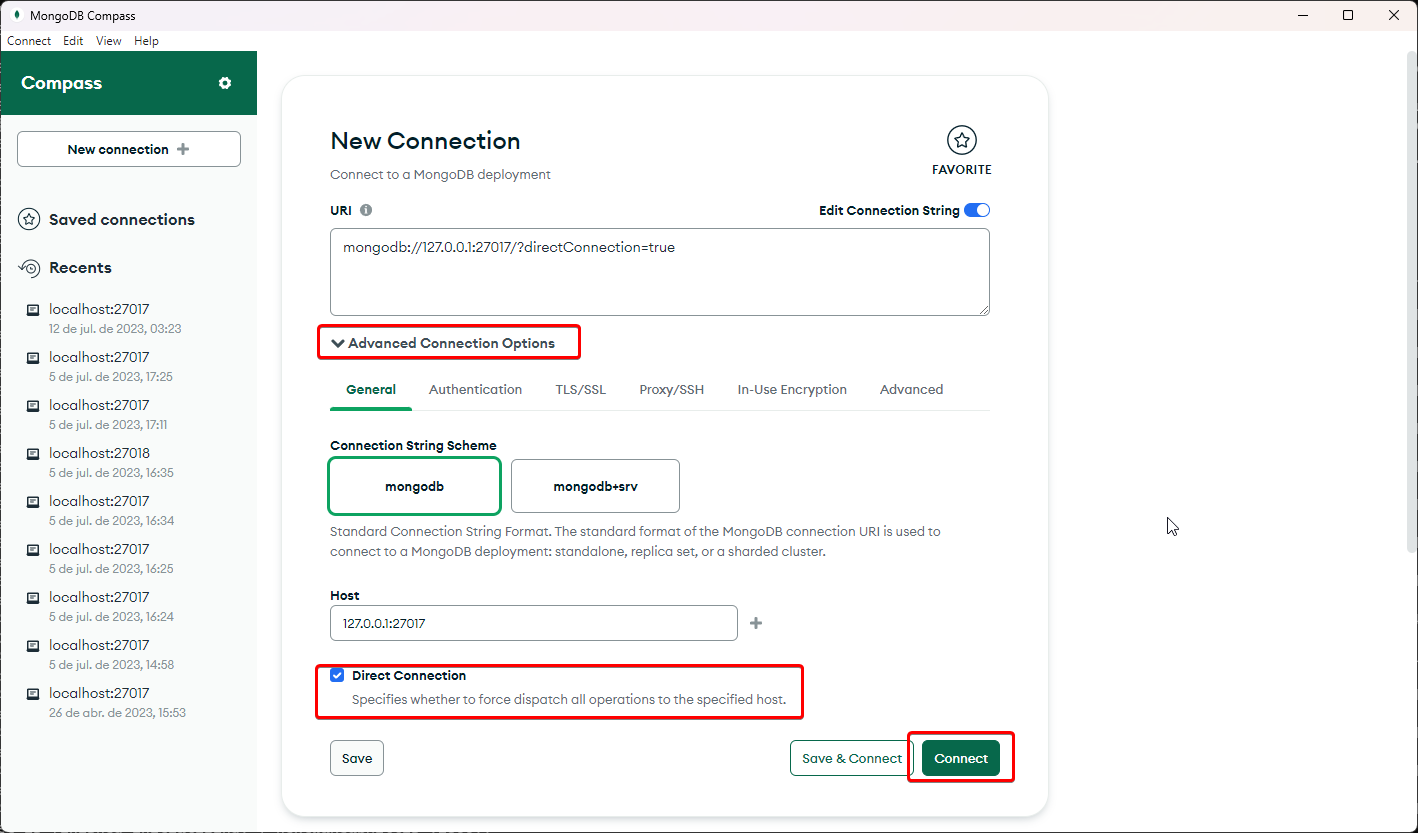 MongoDB Compass
Connect Edit View Help
Compass
New connection
Saved connections
Recents
localhost:27017
12 de jul. de 2023, 03:23
localhost:27017
5 de jul. de 2023, 17:25
localhost:27017
5 de jul. de 2023, 17:11
localhost:27018
5 de jul. de 2023, 16:35
localhost:27017
5 de jul. de 2023, 16:34
localhost:27017
5 de jul. de 2023, 16:25
localhost:27017
5 de jul. de 2023, 16:24
localhost:27017
5 de jul. de 2023, 14:58
localhost:27017
26 de abr. de 2023, 15:53
New Connection
FAVORITE
Connect to a MongoDB deployment
URI
Edit Connection String
mongodb://127.0.0.1:27017/?directConnection=true
Advanced Connection Options
General Authentication TLS/SSL Proxy/SSH In-Use Encryption Advanced
Connection String Scheme
mongodb mongodb+srv
Standard Connection String Format. The standard format of the MongoDB connection URI is used to
connect to a MongoDB deployment: standalone, replica set, or a sharded cluster.
Host
127.0.0.1:27017
Direct Connection
Specifies whether to force dispatch all operations to the specified host.
Save Save & Connect Connect